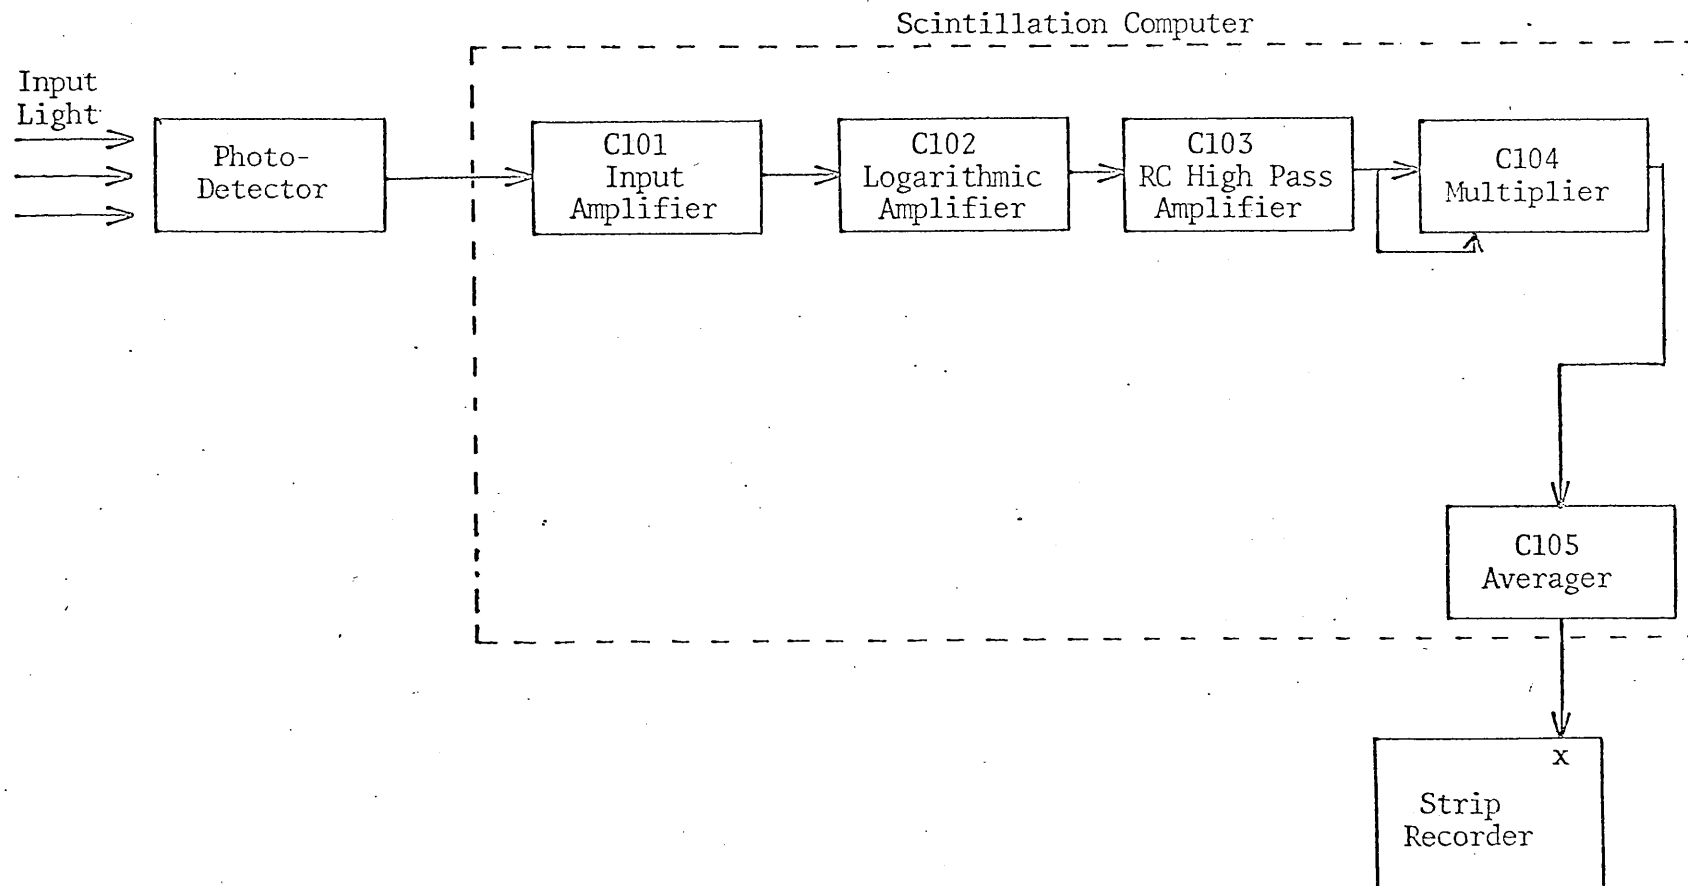 Scintillation Computer
Input
Light
Photo-
Detector
C101
Input
Amplifier
C102
Logarithmic
Amplifier
C103
RC High Pass
Amplifier
C104
Multiplier
C105
Averager
x
Strip
Recorder